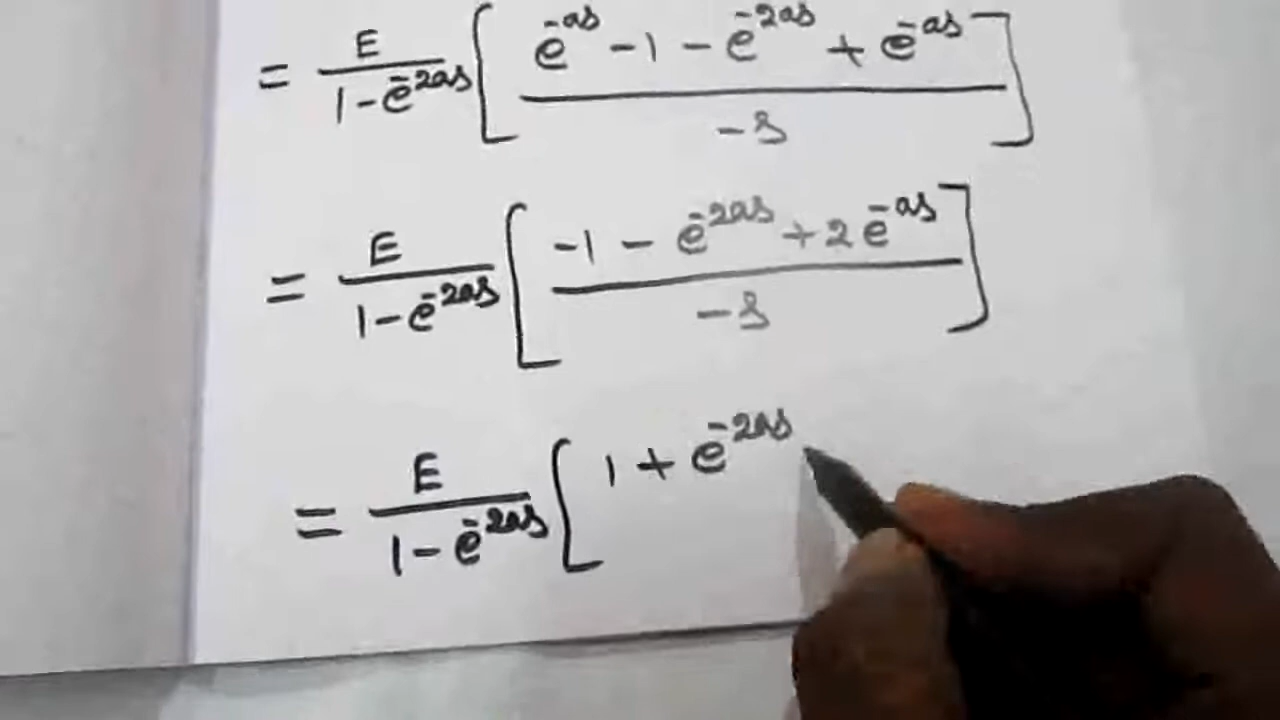 = E / (1 - e^{-2as}) [ (e^{-as} - 1 - e^{-2as} + e^{-as}) / -s ]
= E / (1 - e^{-2as}) [ (-1 - e^{-2as} + 2e^{-as}) / -s ]
= E / (1 - e^{-2as}) [ 1 + e^{-2as}